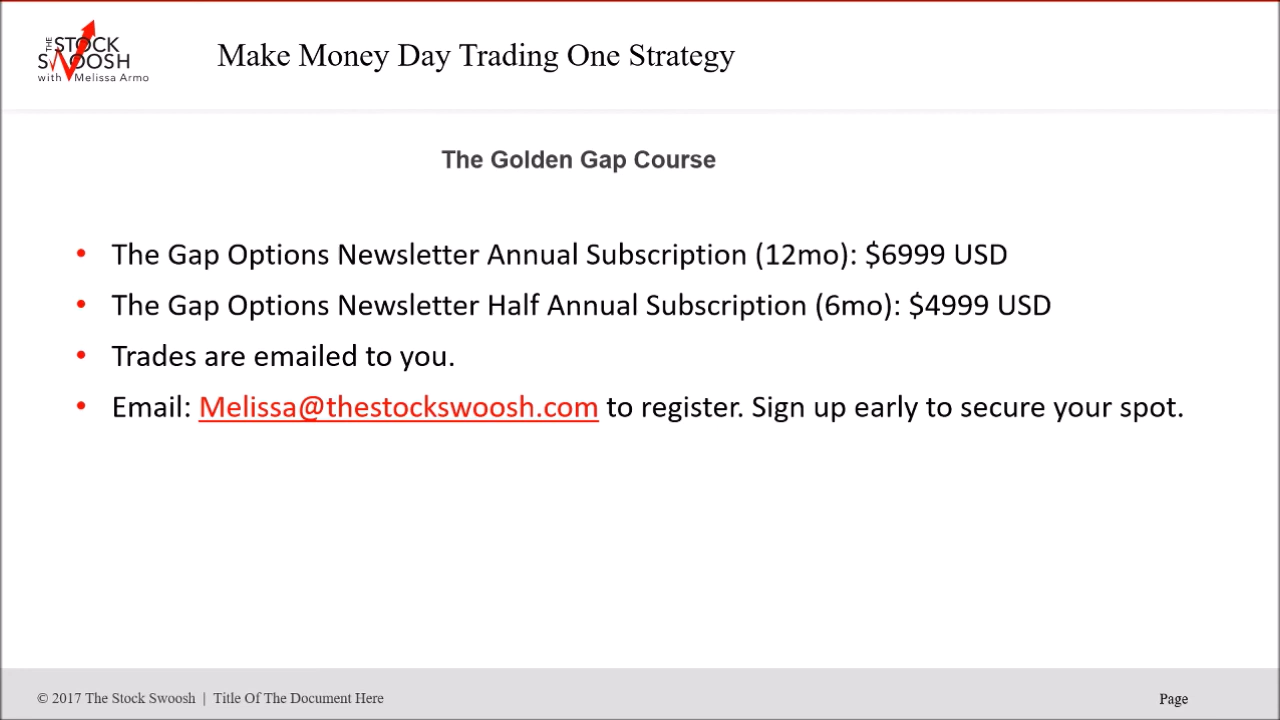 THE STOCK
SWOOSH
with Melissa Armo
Make Money Day Trading One Strategy
The Golden Gap Course
• The Gap Options Newsletter Annual Subscription (12mo): $6999 USD
• The Gap Options Newsletter Half Annual Subscription (6mo): $4999 USD
• Trades are emailed to you.
• Email: Melissa@thestockswoosh.com to register. Sign up early to secure your spot.
© 2017 The Stock Swoosh | Title Of The Document Here
Page